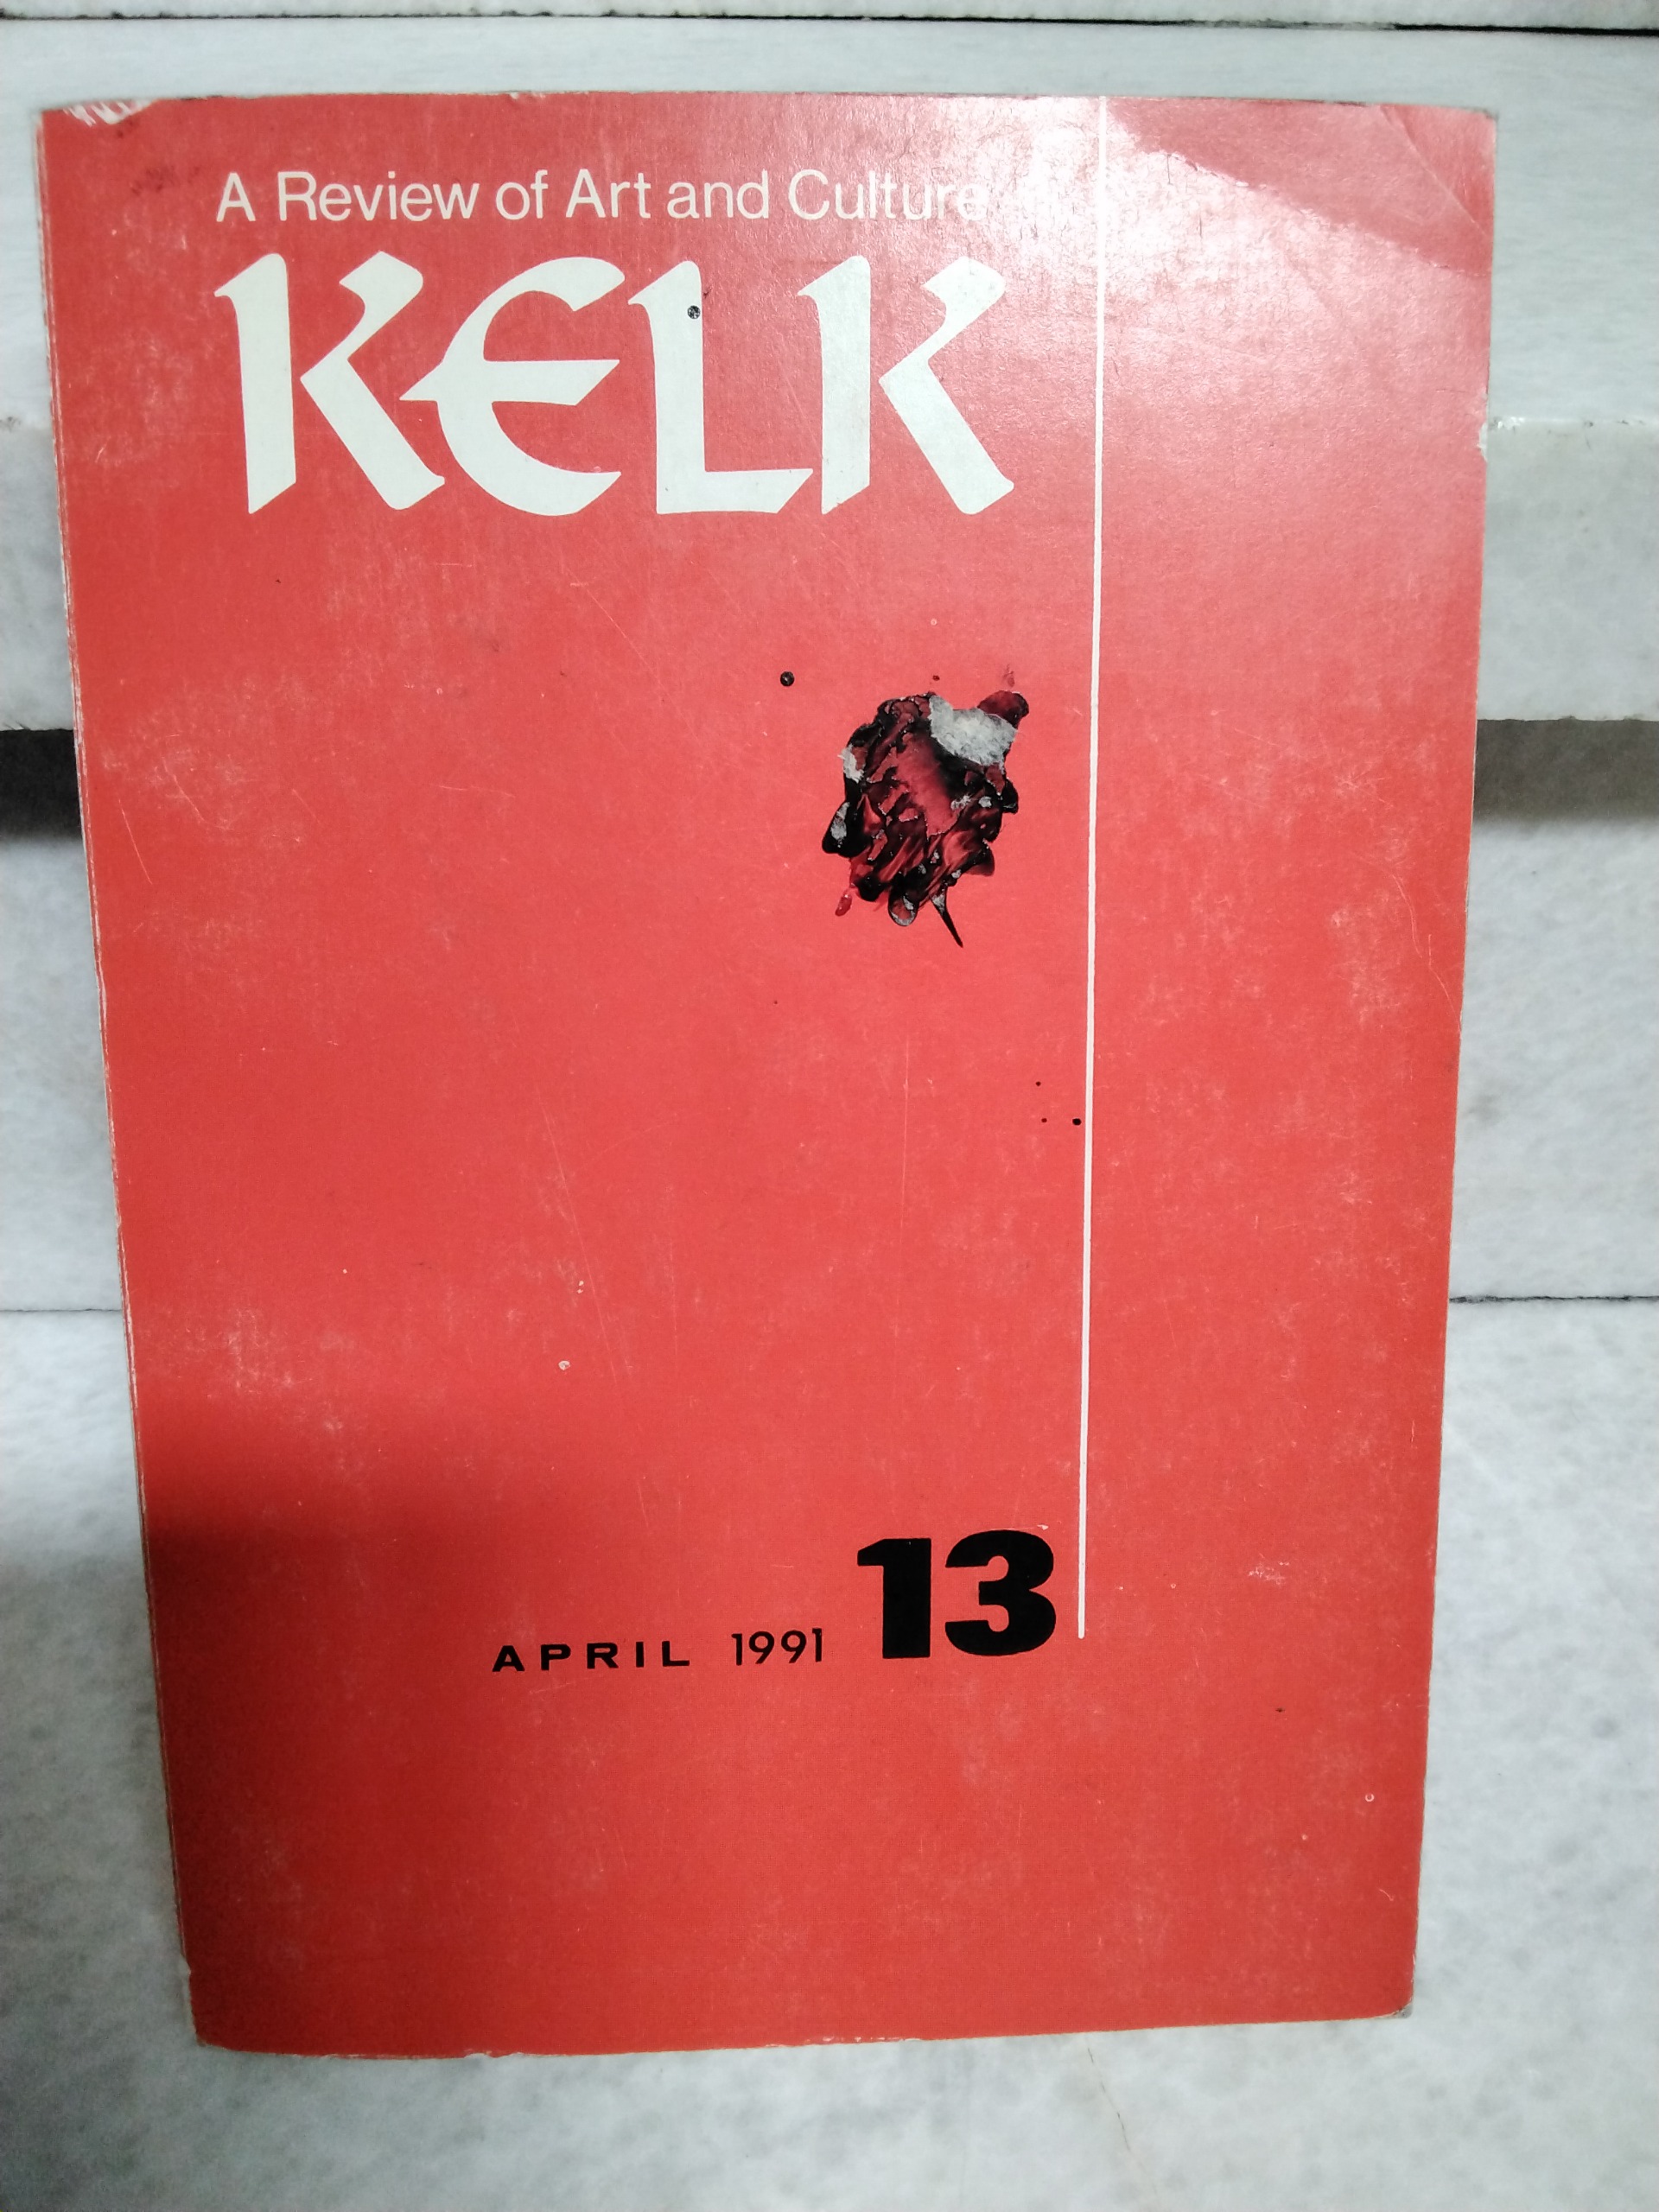 A Review of Art and Culture
KELK
13
APRIL 1991